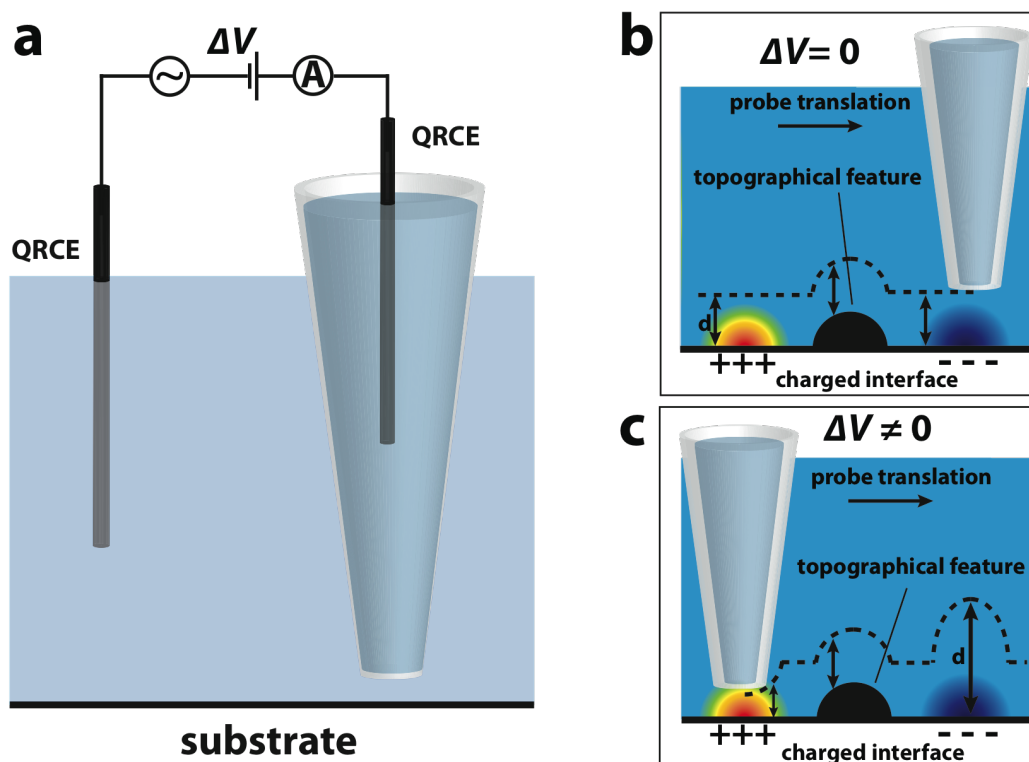 a
ΔV
A
QRCE
QRCE
substrate
b
ΔV = 0
probe translation
topographical feature
d
+++
- - -
charged interface
c
ΔV ≠ 0
probe translation
topographical feature
d
+++
- - -
charged interface